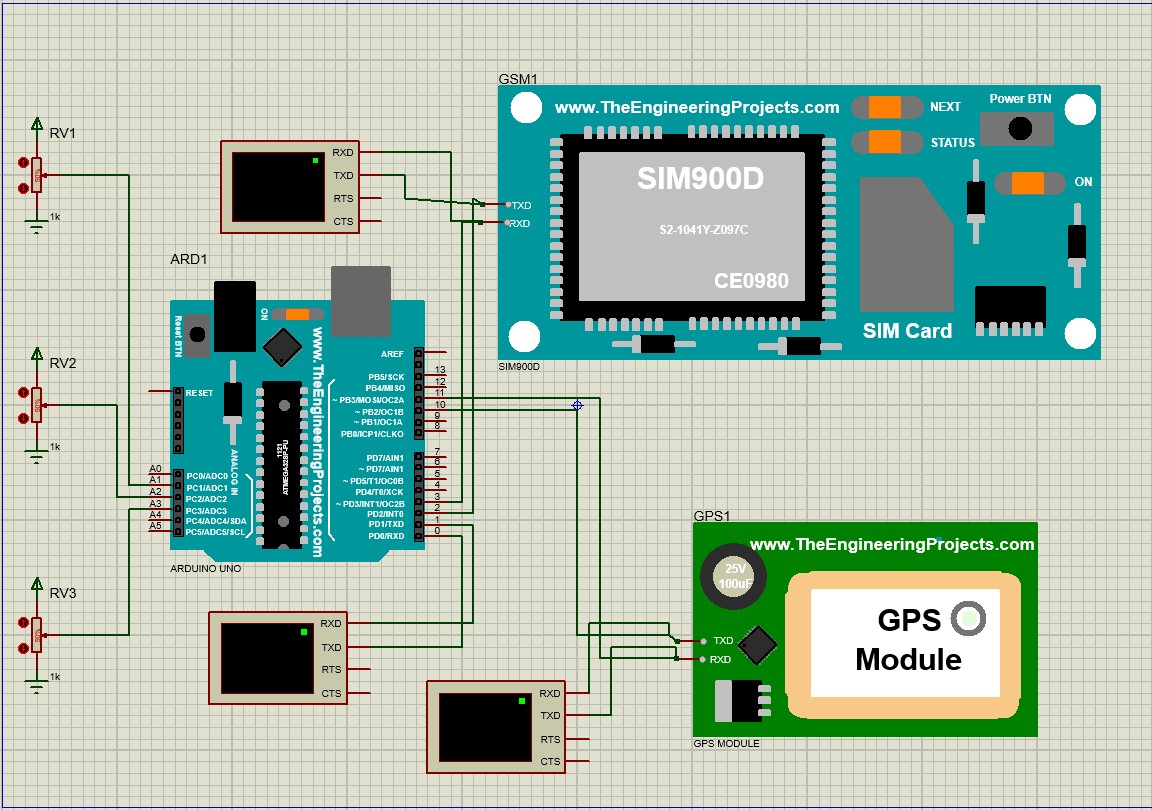 GSM1
www.TheEngineeringProjects.com
NEXT
Power BTN
STATUS
SIM900D
S2-1041Y-Z097C
CE0980
ON
TXD
RXD
SIM Card
SIM900D
RV1
50%
1k
RXD
TXD
RTS
CTS
ARD1
Reset BTN
ON
www.TheEngineeringProjects.com
1121
ATMEGA328P-PU
RESET
ANALOG IN
A0 PC0/ADC0
A1 PC1/ADC1
A2 PC2/ADC2
A3 PC3/ADC3
A4 PC4/ADC4/SDA
A5 PC5/ADC5/SCL
AREF
PB5/SCK 13
PB4/MISO 12
~ PB3/MOSI/OC2A 11
~ PB2/OC1B 10
~ PB1/OC1A 9
PB0/ICP1/CLKO 8
PD7/AIN1 7
~ PD7/AIN1 6
~ PD5/T1/OC0B 5
PD4/T0/XCK 4
~ PD3/INT1/OC2B 3
PD2/INT0 2
PD1/TXD 1
PD0/RXD 0
ARDUINO UNO
RV2
50%
1k
RV3
50%
1k
RXD
TXD
RTS
CTS
RXD
TXD
RTS
CTS
GPS1
www.TheEngineeringProjects.com
25V
100uF
GPS
Module
TXD
RXD
GPS MODULE